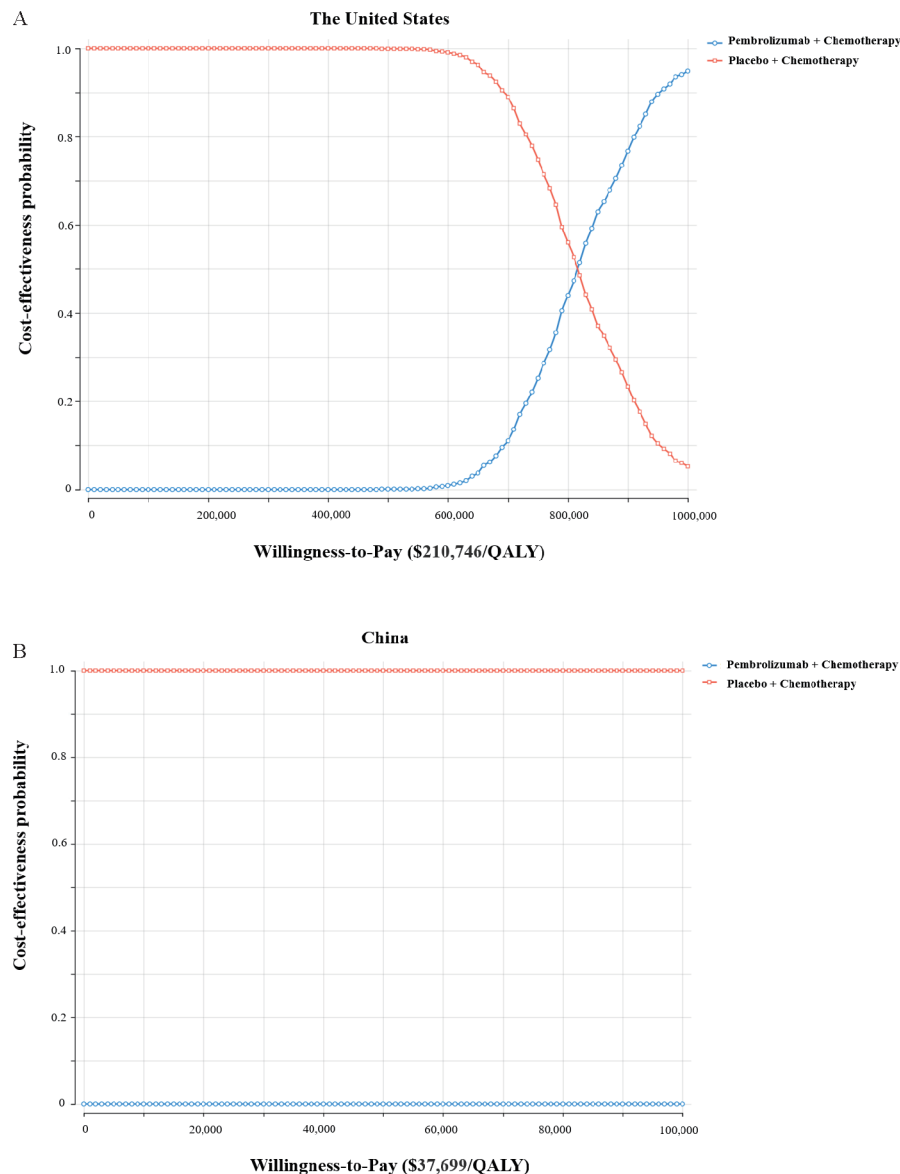 A
The United States
Pembrolizumab + Chemotherapy
Placebo + Chemotherapy
Cost-effectiveness probability
1.0
0.8
0.6
0.4
0.2
0
0 200,000 400,000 600,000 800,000 1000,000
Willingness-to-Pay ($210,746/QALY)
B
China
Pembrolizumab + Chemotherapy
Placebo + Chemotherapy
Cost-effectiveness probability
1.0
0.8
0.6
0.4
0.2
0
0 20,000 40,000 60,000 80,000 100,000
Willingness-to-Pay ($37,699/QALY)